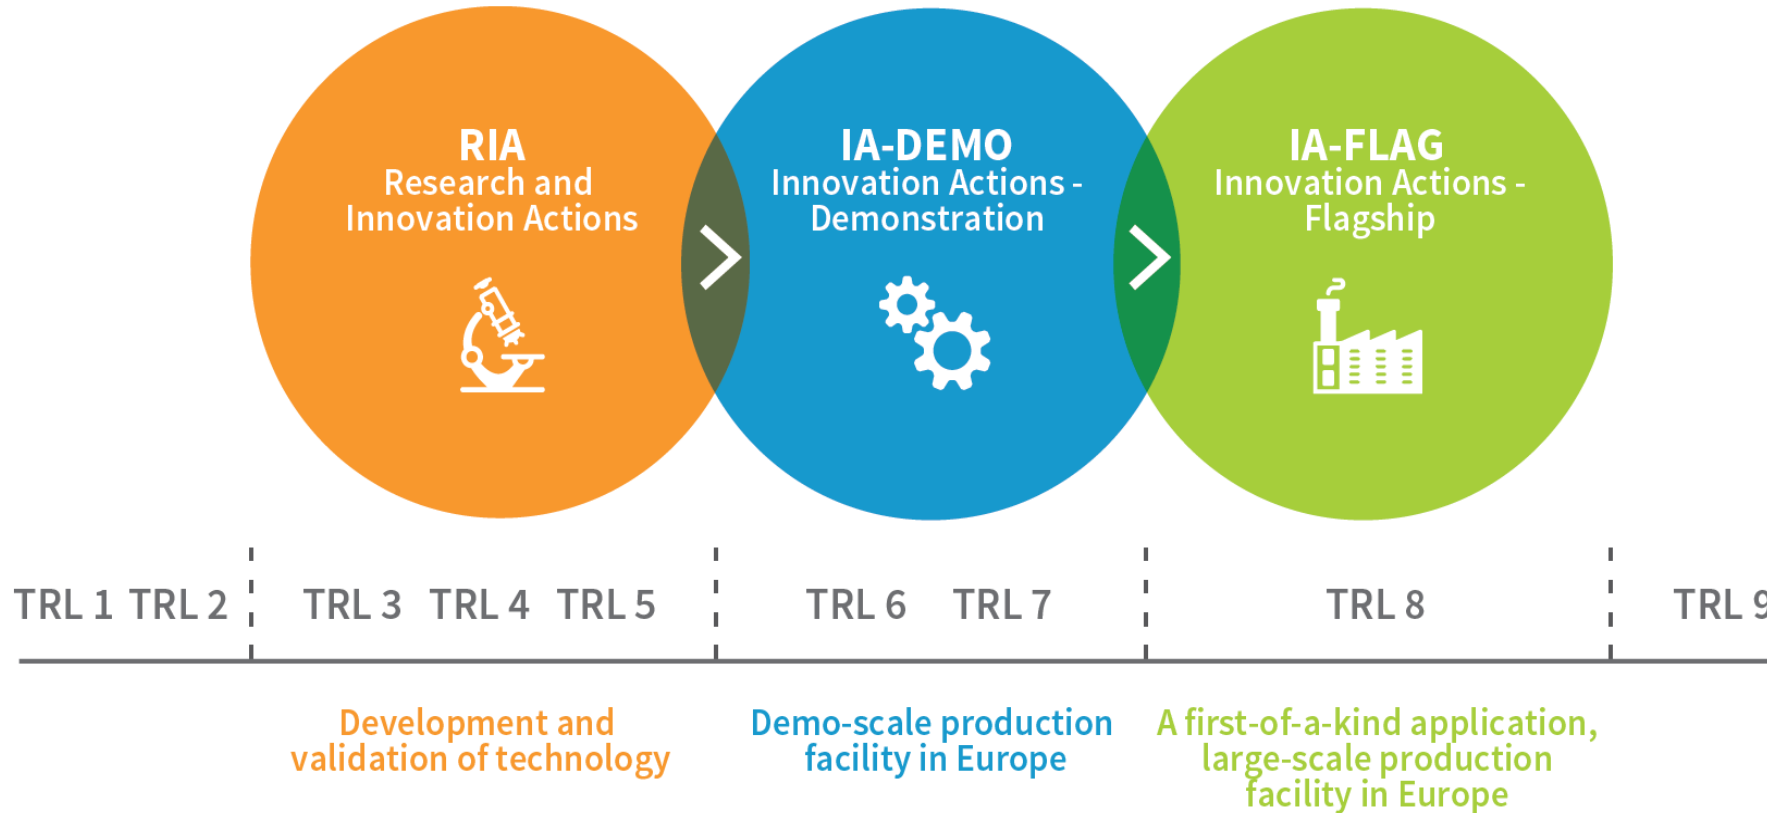 RIA
Research and
Innovation Actions
IA-DEMO
Innovation Actions -
Demonstration
IA-FLAG
Innovation Actions -
Flagship
TRL 1 TRL 2 TRL 3 TRL 4 TRL 5 TRL 6 TRL 7 TRL 8 TRL 9
Development and
validation of technology
Demo-scale production
facility in Europe
A first-of-a-kind application,
large-scale production
facility in Europe